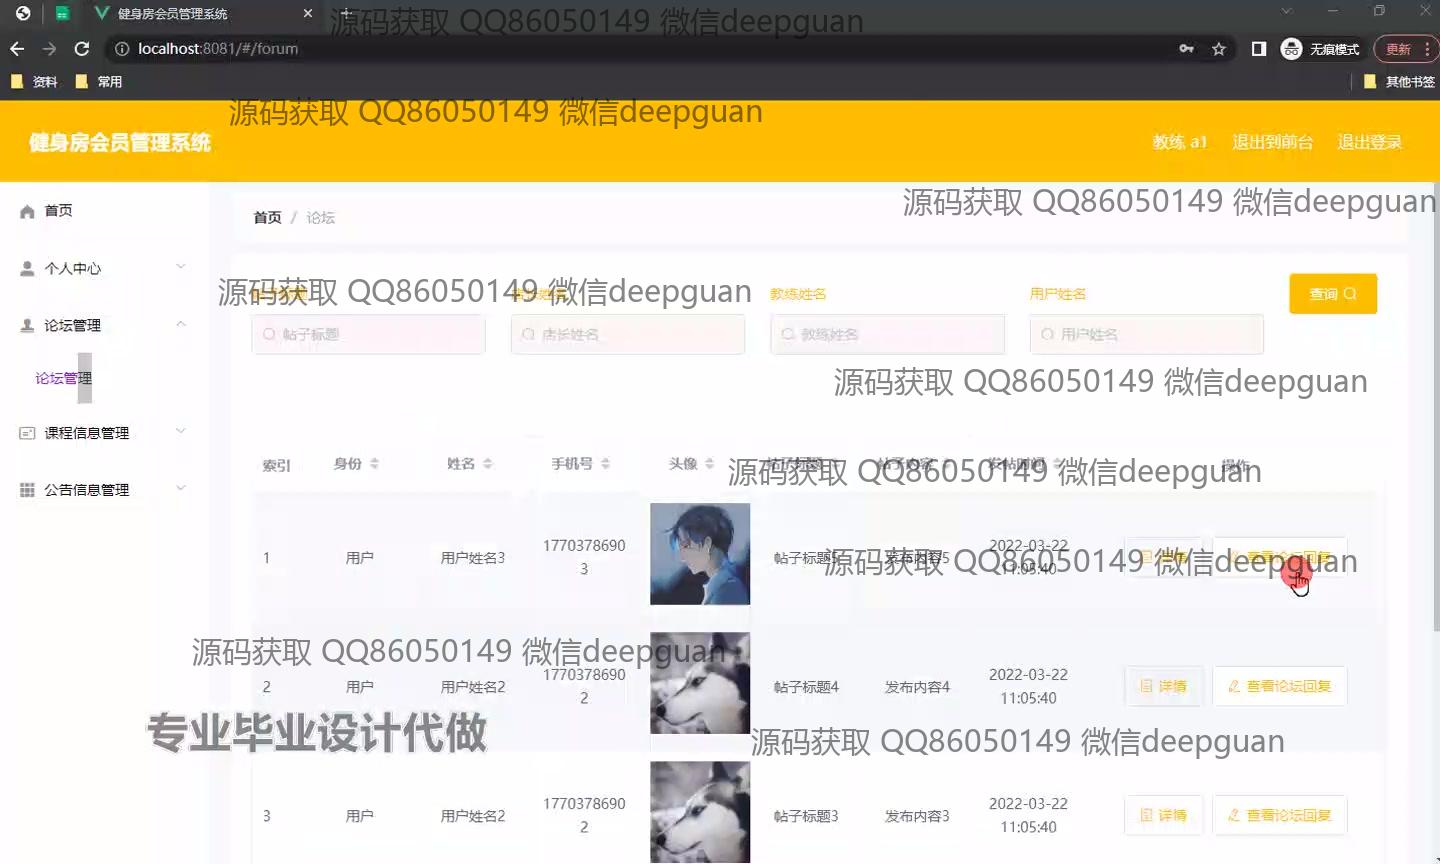 健身房会员管理系统
源码获取 QQ86050149 微信deepguan
localhost:8081/#/forum
无痕模式
更新
资料
常用
其他书签
源码获取 QQ86050149 微信deepguan
健身房会员管理系统
教练 a1
退出到前台
退出登录
源码获取 QQ86050149 微信deepguan
首页
首页 / 论坛
个人中心
源码获取 QQ86050149 微信deepguan
教练姓名
用户姓名
查询
论坛管理
帖子标题
店长姓名
教练姓名
用户姓名
论坛管理
源码获取 QQ86050149 微信deepguan
课程信息管理
索引
身份
姓名
手机号
头像
帖子标题
帖子内容
发帖时间
操作
源码获取 QQ86050149 微信deepguan
公告信息管理
1
用户
用户姓名3
1770378690
3
帖子标题5
发布内容5
2022-03-22
11:05:40
详情
查看论坛回复
源码获取 QQ86050149 微信deepguan
源码获取 QQ86050149 微信deepguan
2
用户
用户姓名2
1770378690
2
帖子标题4
发布内容4
2022-03-22
11:05:40
详情
查看论坛回复
专业毕业设计代做
源码获取 QQ86050149 微信deepguan
3
用户
用户姓名2
1770378690
2
帖子标题3
发布内容3
2022-03-22
11:05:40
详情
查看论坛回复